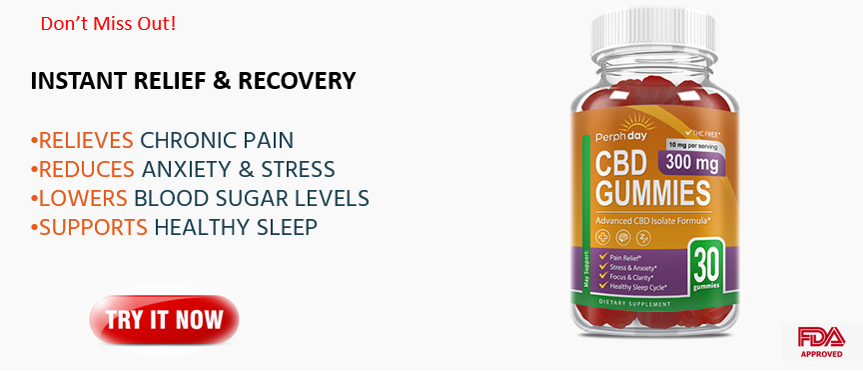 Don't Miss Out!
INSTANT RELIEF & RECOVERY
•RELIEVES CHRONIC PAIN
•REDUCES ANXIETY & STRESS
•LOWERS BLOOD SUGAR LEVELS
•SUPPORTS HEALTHY SLEEP
TRY IT NOW
Perphday
✓THC FREE*
10 mg per serving
300 mg
CBD
GUMMIES
Advanced CBD Isolate Formula*
May Support:
✓ Pain Relief*
✓ Stress & Anxiety*
✓ Focus & Clarity*
✓ Healthy Sleep Cycle*
30
gummies
DIETARY SUPPLEMENT
FDA
APPROVED